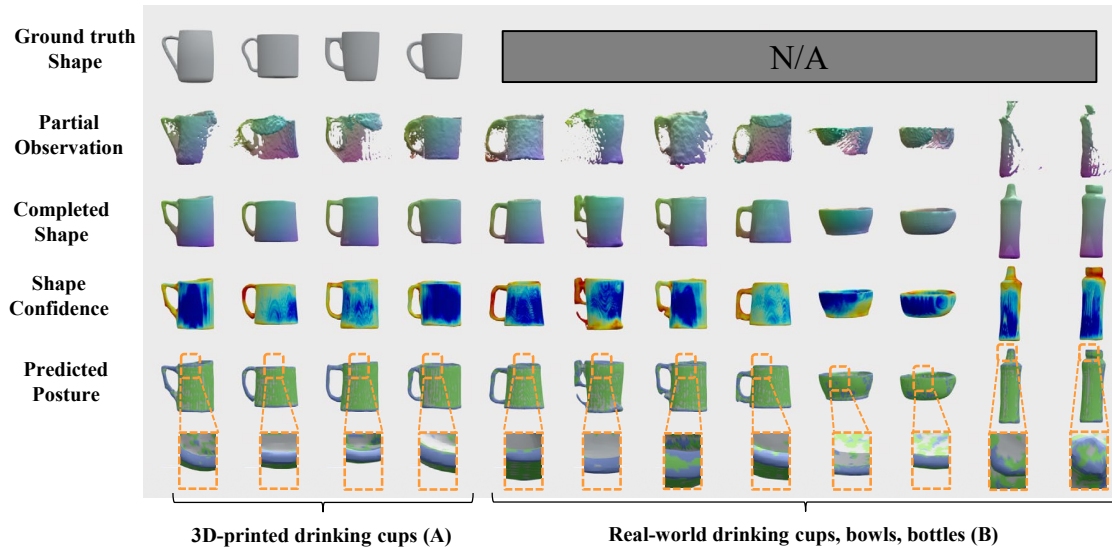 Ground truth
Shape
N/A
Partial
Observation
Completed
Shape
Shape
Confidence
Predicted
Posture
3D-printed drinking cups (A)
Real-world drinking cups, bowls, bottles (B)